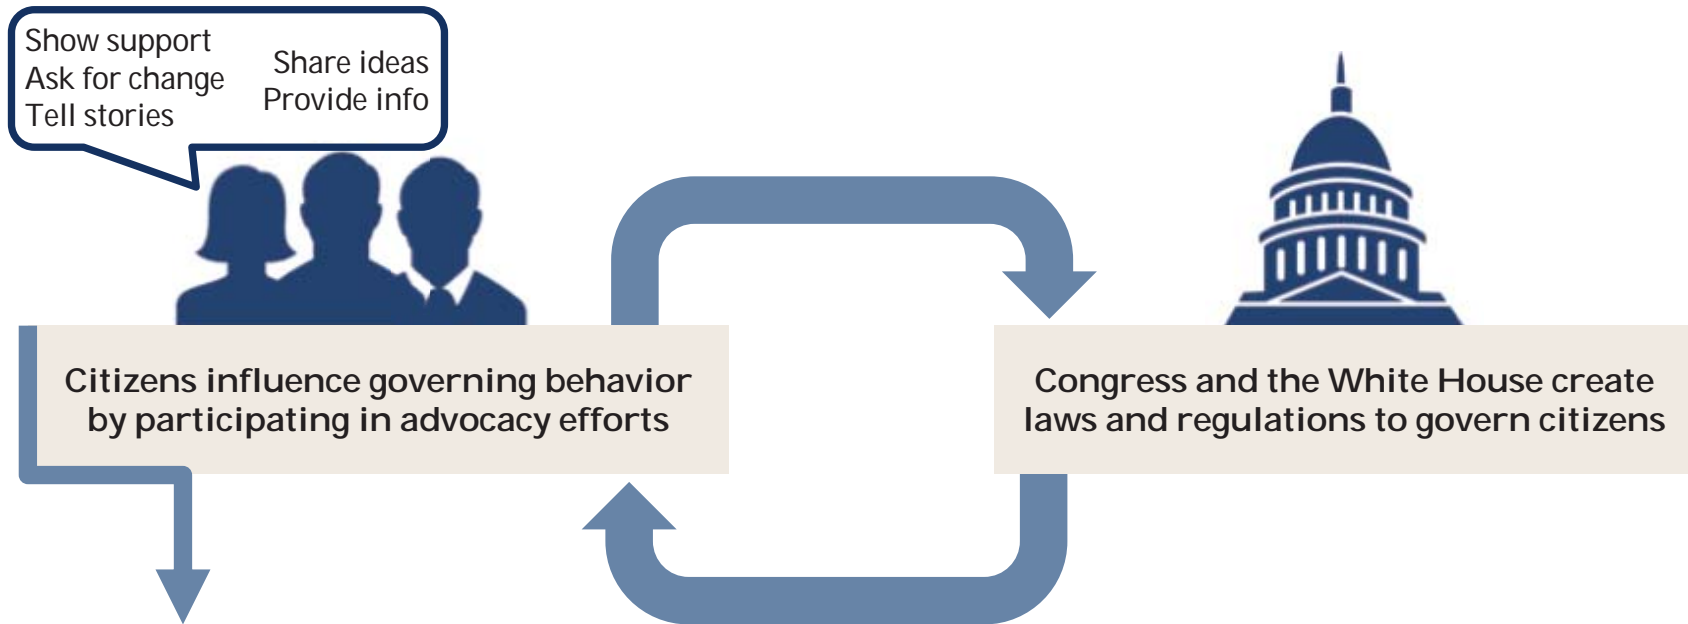 Show support
Ask for change
Tell stories
Share ideas
Provide info
Citizens influence governing behavior
by participating in advocacy efforts
Congress and the White House create
laws and regulations to govern citizens